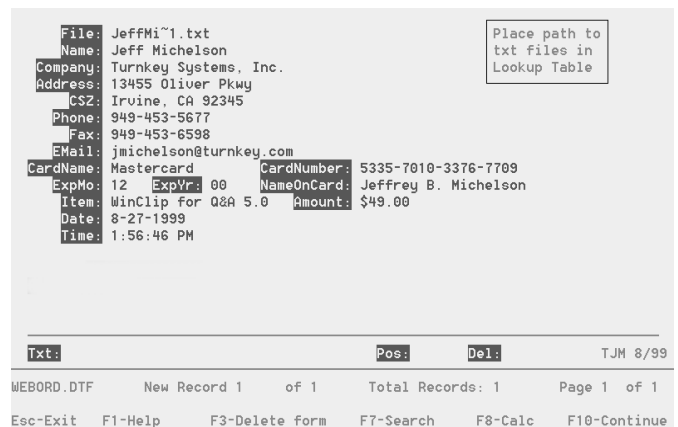 File: JeffMi~1.txt
Place path to
txt files in
Lookup Table
Name: Jeff Michelson
Company: Turnkey Systems, Inc.
Address: 13455 Oliver Pkwy
CSZ: Irvine, CA 92345
Phone: 949-453-5677
Fax: 949-453-6598
EMail: jmichelson@turnkey.com
CardName: Mastercard CardNumber: 5335-7010-3376-7709
ExpMo: 12 ExpYr: 00 NameOnCard: Jeffrey B. Michelson
Item: WinClip for Q&A 5.0 Amount: $49.00
Date: 8-27-1999
Time: 1:56:46 PM
Txt: Pos: Del: TJM 8/99
WEBORD.DTF New Record 1 of 1 Total Records: 1 Page 1 of 1
Esc-Exit F1-Help F3-Delete form F7-Search F8-Calc F10-Continue